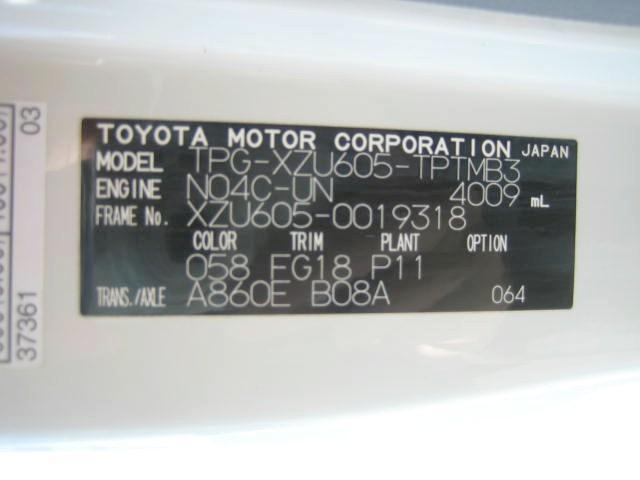 TOYOTA MOTOR CORPORATION JAPAN
MODEL TPG-XZU605-TPTMB3
ENGINE N04C-UN 4009 mL
FRAME No. XZU605-0019318
COLOR TRIM PLANT OPTION
058 FG18 P11
TRANS./AXLE A860E B08A 064
03
37361